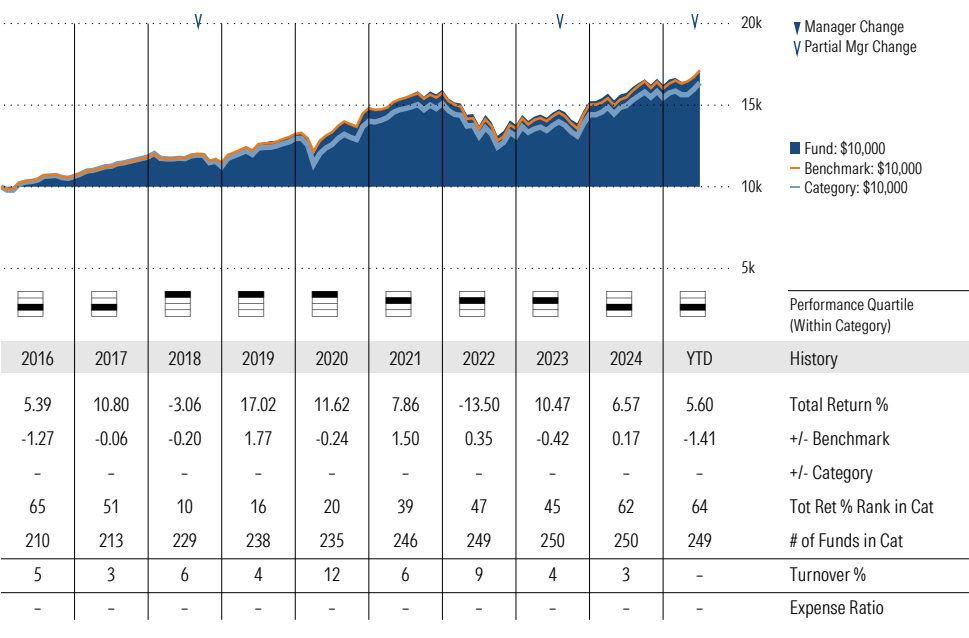 20k
Manager Change
Partial Mgr Change
15k
Fund: $10,000
Benchmark: $10,000
10k
Category: $10,000
5k
Performance Quartile
(Within Category)
2016 2017 2018 2019 2020 2021 2022 2023 2024 YTD History
5.39 10.80 -3.06 17.02 11.62 7.86 -13.50 10.47 6.57 5.60 Total Return %
-1.27 -0.06 -0.20 1.77 -0.24 1.50 0.35 -0.42 0.17 -1.41 +/- Benchmark
– – – – – – – – – – +/- Category
65 51 10 16 20 39 47 45 62 64 Tot Ret % Rank in Cat
210 213 229 238 235 246 249 250 250 249 # of Funds in Cat
5 3 6 4 12 6 9 4 3 – Turnover %
– – – – – – – – – – Expense Ratio